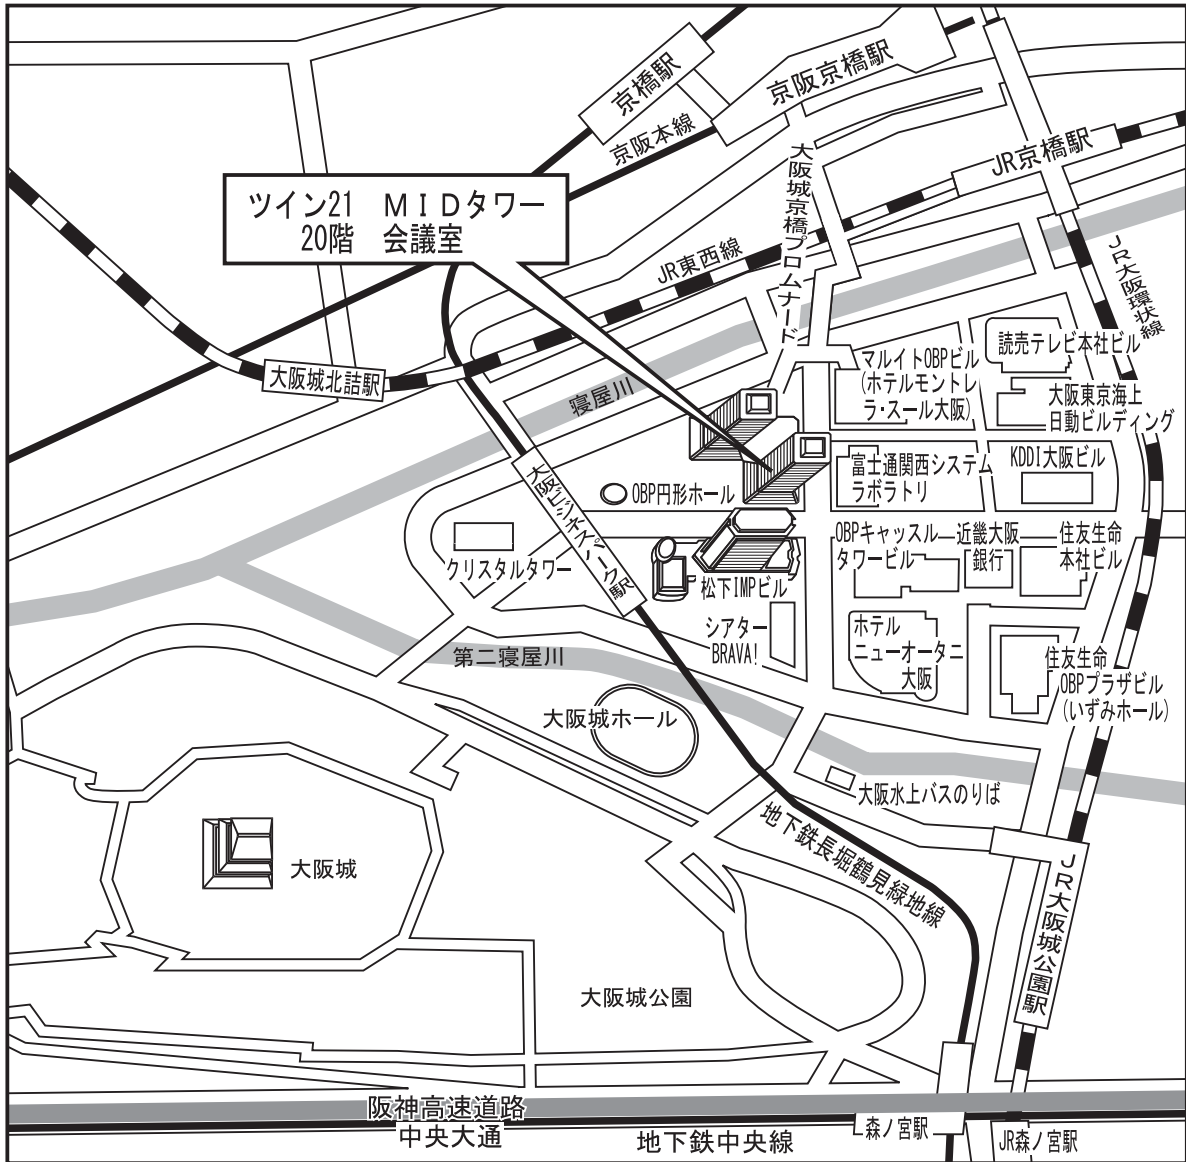 京橋駅
京阪京橋駅
京阪本線
JR京橋駅
大阪城京橋プロムナード
ツイン21 MIDタワー
20階 会議室
JR東西線
JR大阪環状線
大阪城北詰駅
寝屋川
読売テレビ本社ビル
マルイトOBPビル
(ホテルモントレ
ラ・スール大阪)
大阪東京海上
日動ビルディング
大阪ビジネスパーク駅
OBP円形ホール
富士通関西システム
ラボラトリ
KDDI大阪ビル
クリスタルタワー
OBPキャッスル
タワービル
近畿大阪
銀行
住友生命
本社ビル
松下IMPビル
シアター
BRAVA!
ホテル
ニューオータニ
大阪
第二寝屋川
住友生命
OBPプラザビル
(いずみホール)
大阪城ホール
大阪水上バスのりば
地下鉄長堀鶴見緑地線
大阪城
JR大阪城公園駅
大阪城公園
阪神高速道路
中央大通
地下鉄中央線
森ノ宮駅
JR森ノ宮駅